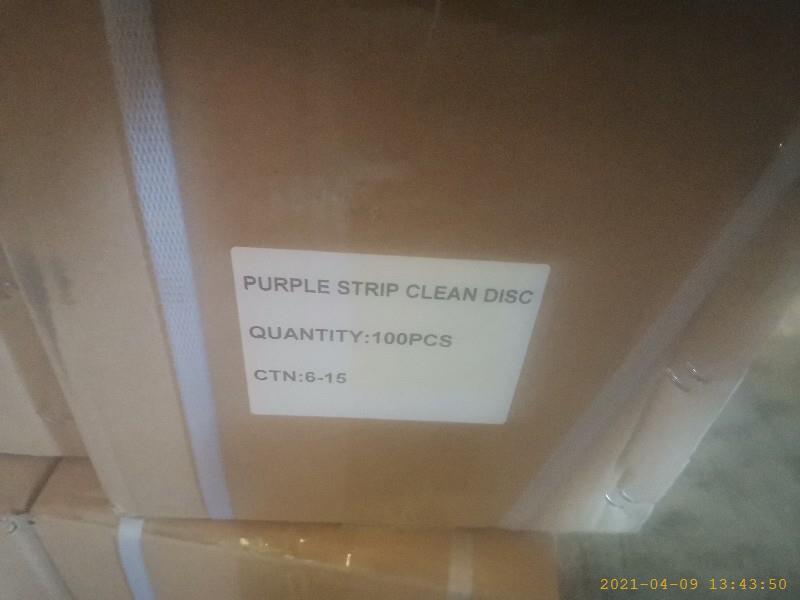 PURPLE STRIP CLEAN DISC
QUANTITY:100PCS
CTN:6-15
2021-04-09 13:43:50